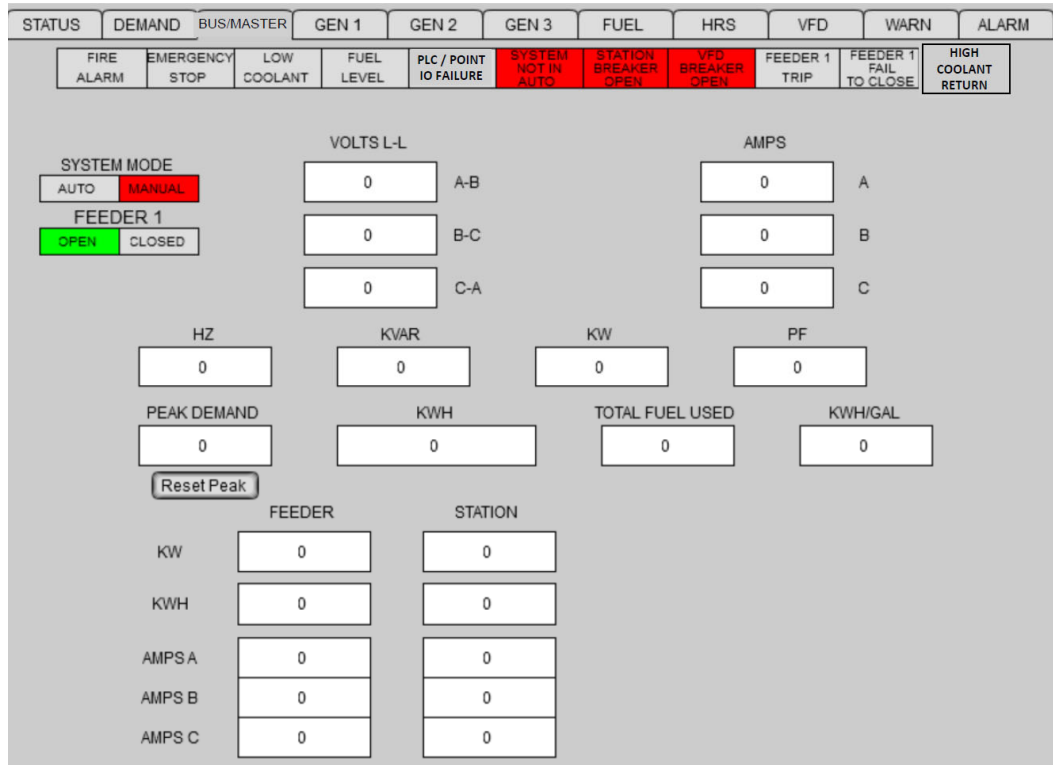 STATUS DEMAND BUS/MASTER GEN 1 GEN 2 GEN 3 FUEL HRS VFD WARN ALARM
FIRE ALARM
EMERGENCY STOP
LOW COOLANT
FUEL LEVEL
PLC / POINT IO FAILURE
SYSTEM NOT IN AUTO
STATION BREAKER OPEN
VFD BREAKER OPEN
FEEDER 1 TRIP
FEEDER 1 FAIL TO CLOSE
HIGH COOLANT RETURN
SYSTEM MODE
AUTO MANUAL
FEEDER 1
OPEN CLOSED
VOLTS L-L
0 A-B
0 B-C
0 C-A
AMPS
0 A
0 B
0 C
HZ KVAR KW PF
0 0 0 0
PEAK DEMAND KWH TOTAL FUEL USED KWH/GAL
0 0 0 0
Reset Peak
FEEDER STATION
KW 0 0
KWH 0 0
AMPS A 0 0
AMPS B 0 0
AMPS C 0 0